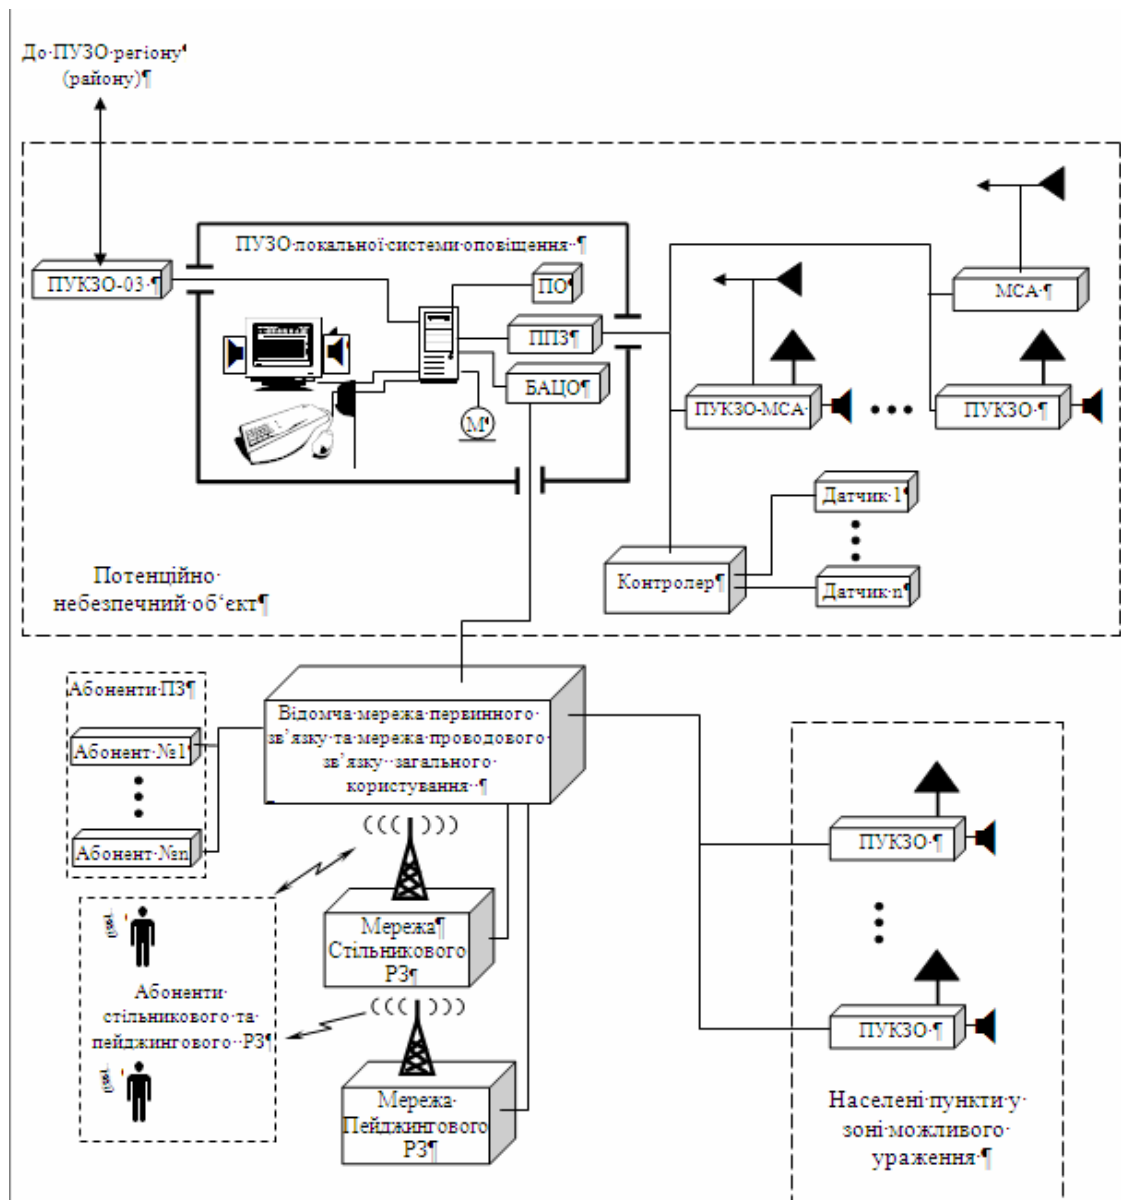 До·ПУЗО·регіону¶
(району)¶
ПУКЗО-03·¶
ПУЗО·локальної·системи·оповіщення··¶
ПО¶
ППЗ¶
БАЦО¶
М¶
МСА·¶
ПУКЗО-МСА·
ПУКЗО·¶
Датчик·1¶
Контролер¶
Датчик·n¶
Потенційно·
небезпечний·об‘єкт¶
Абоненти·ПЗ¶
Абонент·№1¶
Абонент·№n
Відомча·мережа·первинного·
зв’язку·та·мережа·проводового·
зв’язку··загального·
користування··¶
ПУКЗО·¶
ПУКЗО·¶
Населені·пункти·у·
зоні·можливого·
ураження·¶
Мережа¶
Стільникового·
РЗ¶
Абоненти·
стільникового·та·
пейджингового··РЗ¶
Мережа·
Пейджингового·
РЗ¶